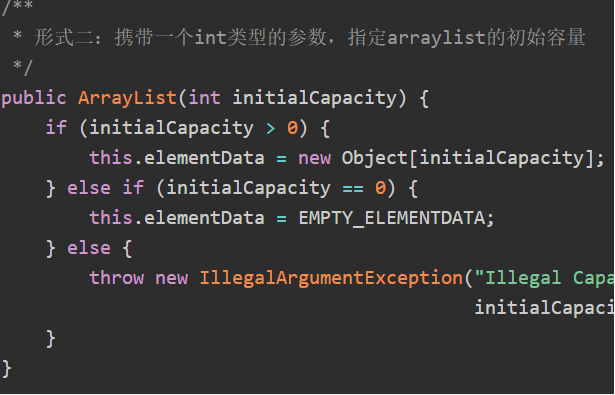 /**
 * 形式二：携带一个int类型的参数，指定arraylist的初始容量
 */
public ArrayList(int initialCapacity) {
    if (initialCapacity > 0) {
        this.elementData = new Object[initialCapacity];
    } else if (initialCapacity == 0) {
        this.elementData = EMPTY_ELEMENTDATA;
    } else {
        throw new IllegalArgumentException("Illegal Capa
                                           initialCapaci
    }
}